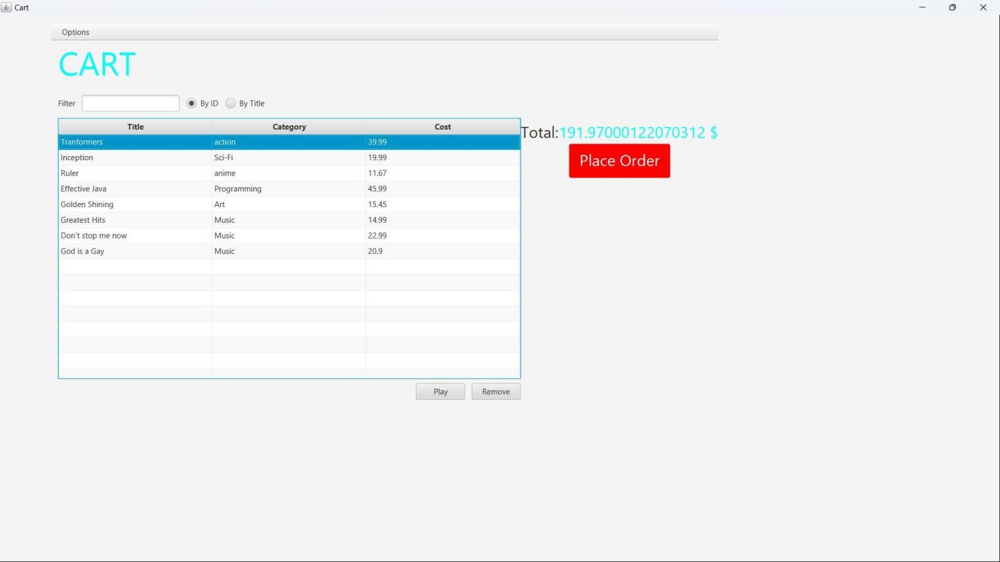 Cart
Options
CART
Filter By ID By Title
Title Category Cost
Tranformers action 39.99
Inception Sci-Fi 19.99
Ruler anime 11.67
Effective Java Programming 45.99
Golden Shining Art 15.45
Greatest Hits Music 14.99
Don't stop me now Music 22.99
God is a Gay Music 20.9
Total:191.97000122070312 $
Place Order
Play Remove